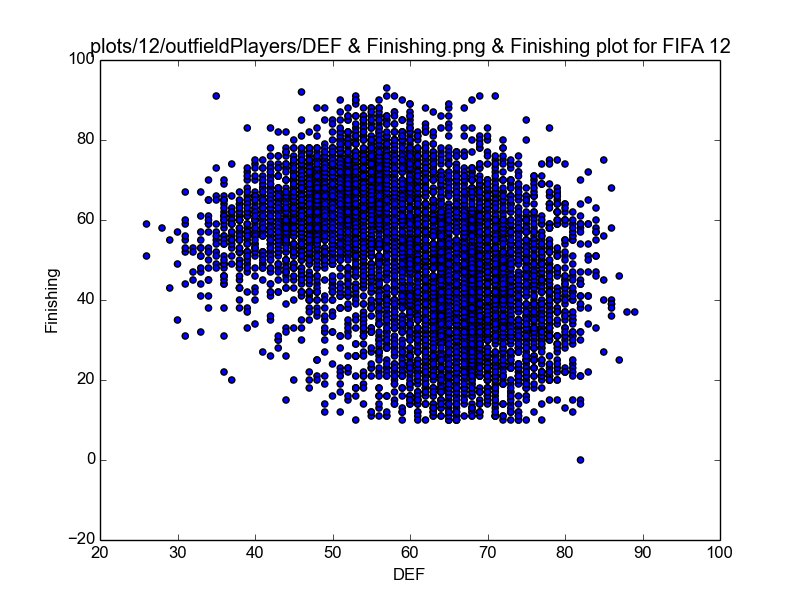 plots/12/outfieldPlayers/DEF & Finishing.png & Finishing plot for FIFA 12
100
80
60
40
20
0
−20
Finishing
20 30 40 50 60 70 80 90 100
DEF